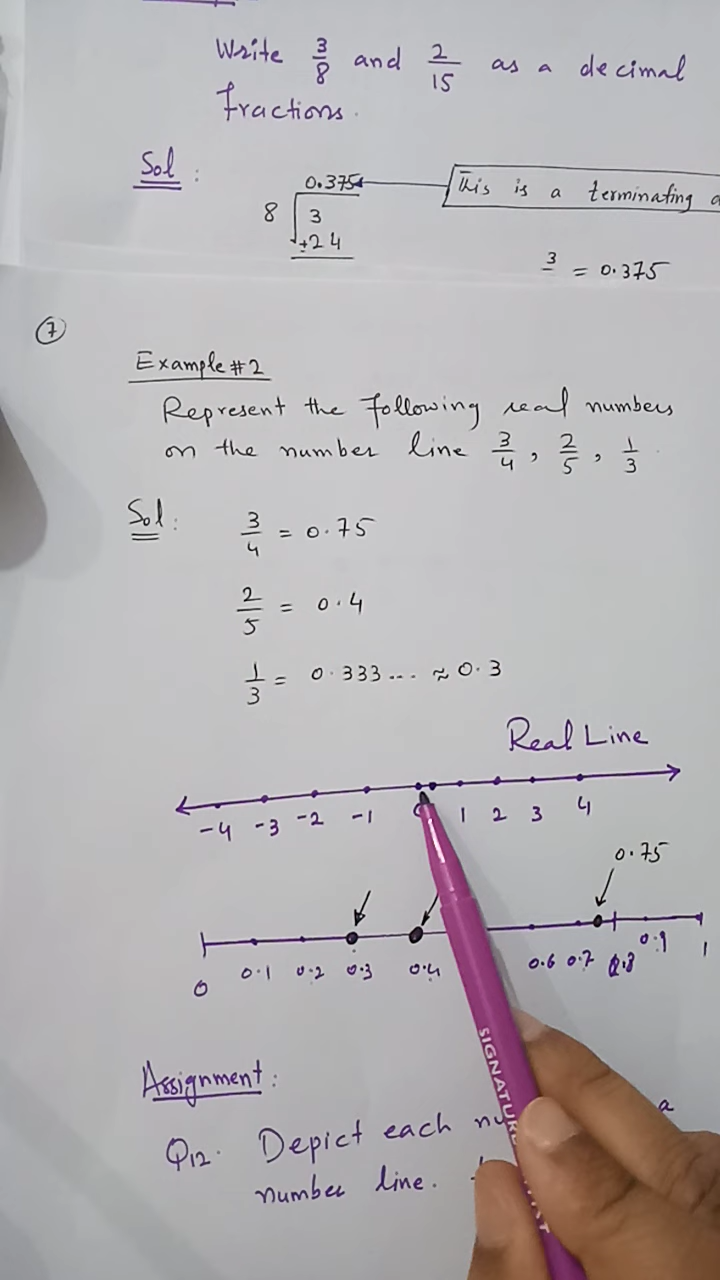 Write 3/8 and 2/15 as a decimal
fractions.
Sol :
0.375
This is a terminating
8 3
24
3 = 0.375
7
Example #2
Represent the following real numbers
on the number line 3/4, 2/5, 1/3
Sol:
3/4 = 0.75
2/5 = 0.4
1/3 = 0.333... ≈ 0.3
Real Line
-4 -3 -2 -1 0 1 2 3 4
0.75
0 0.1 0.2 0.3 0.4 0.6 0.7 0.8 0.9 1
Assignment:
Q12. Depict each a
number line.
SIGNATURE